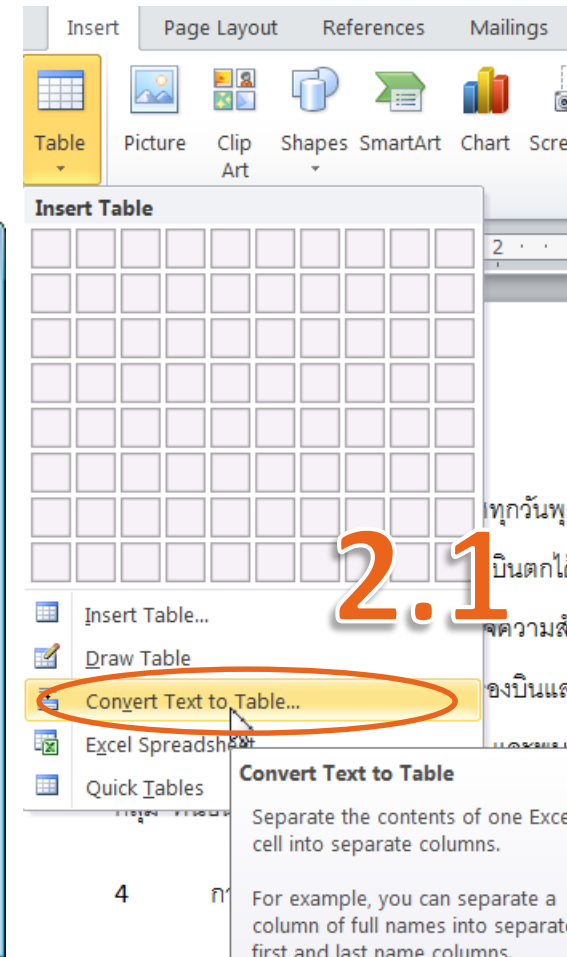 Insert Page Layout References Mailings
Table Picture Clip Art Shapes SmartArt Chart
Insert Table
2
2.1
Insert Table...
Draw Table
Convert Text to Table...
Excel Spreadsheet
Quick Tables
Convert Text to Table
Separate the contents of one
cell into separate columns.
For example, you can separate a
column of full names into
first and last name columns.
4